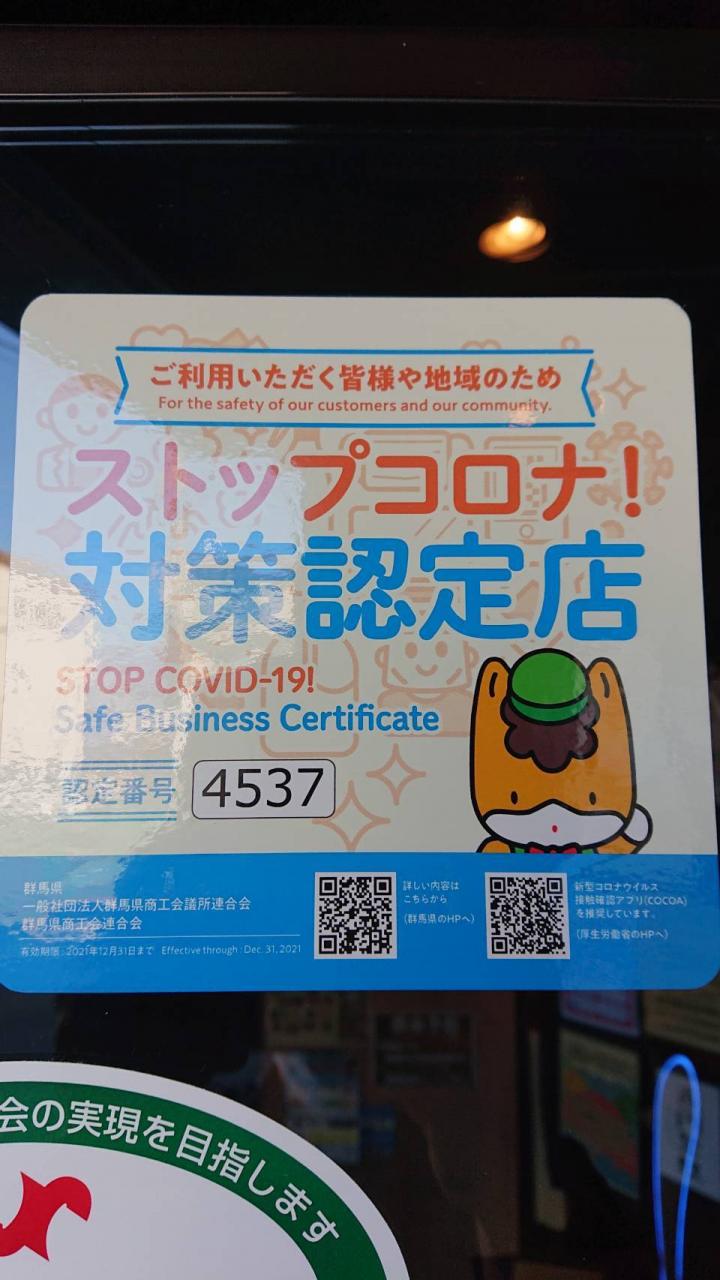 ご利用いただく皆様や地域のため
For the safety of our customers and our community.
ストップコロナ!
対策認定店
STOP COVID-19!
Safe Business Certificate
認定番号 4537
群馬県
一般社団法人群馬県商工会議所連合会
群馬県商工会連合会
有効期限:2021年12月31日まで Effective through : Dec. 31, 2021
詳しい内容は
こちらから
(群馬県のHPへ)
新型コロナウイルス
接触確認アプリ(COCOA)
を推奨しています。
(厚生労働省のHPへ)
会の実現を目指します